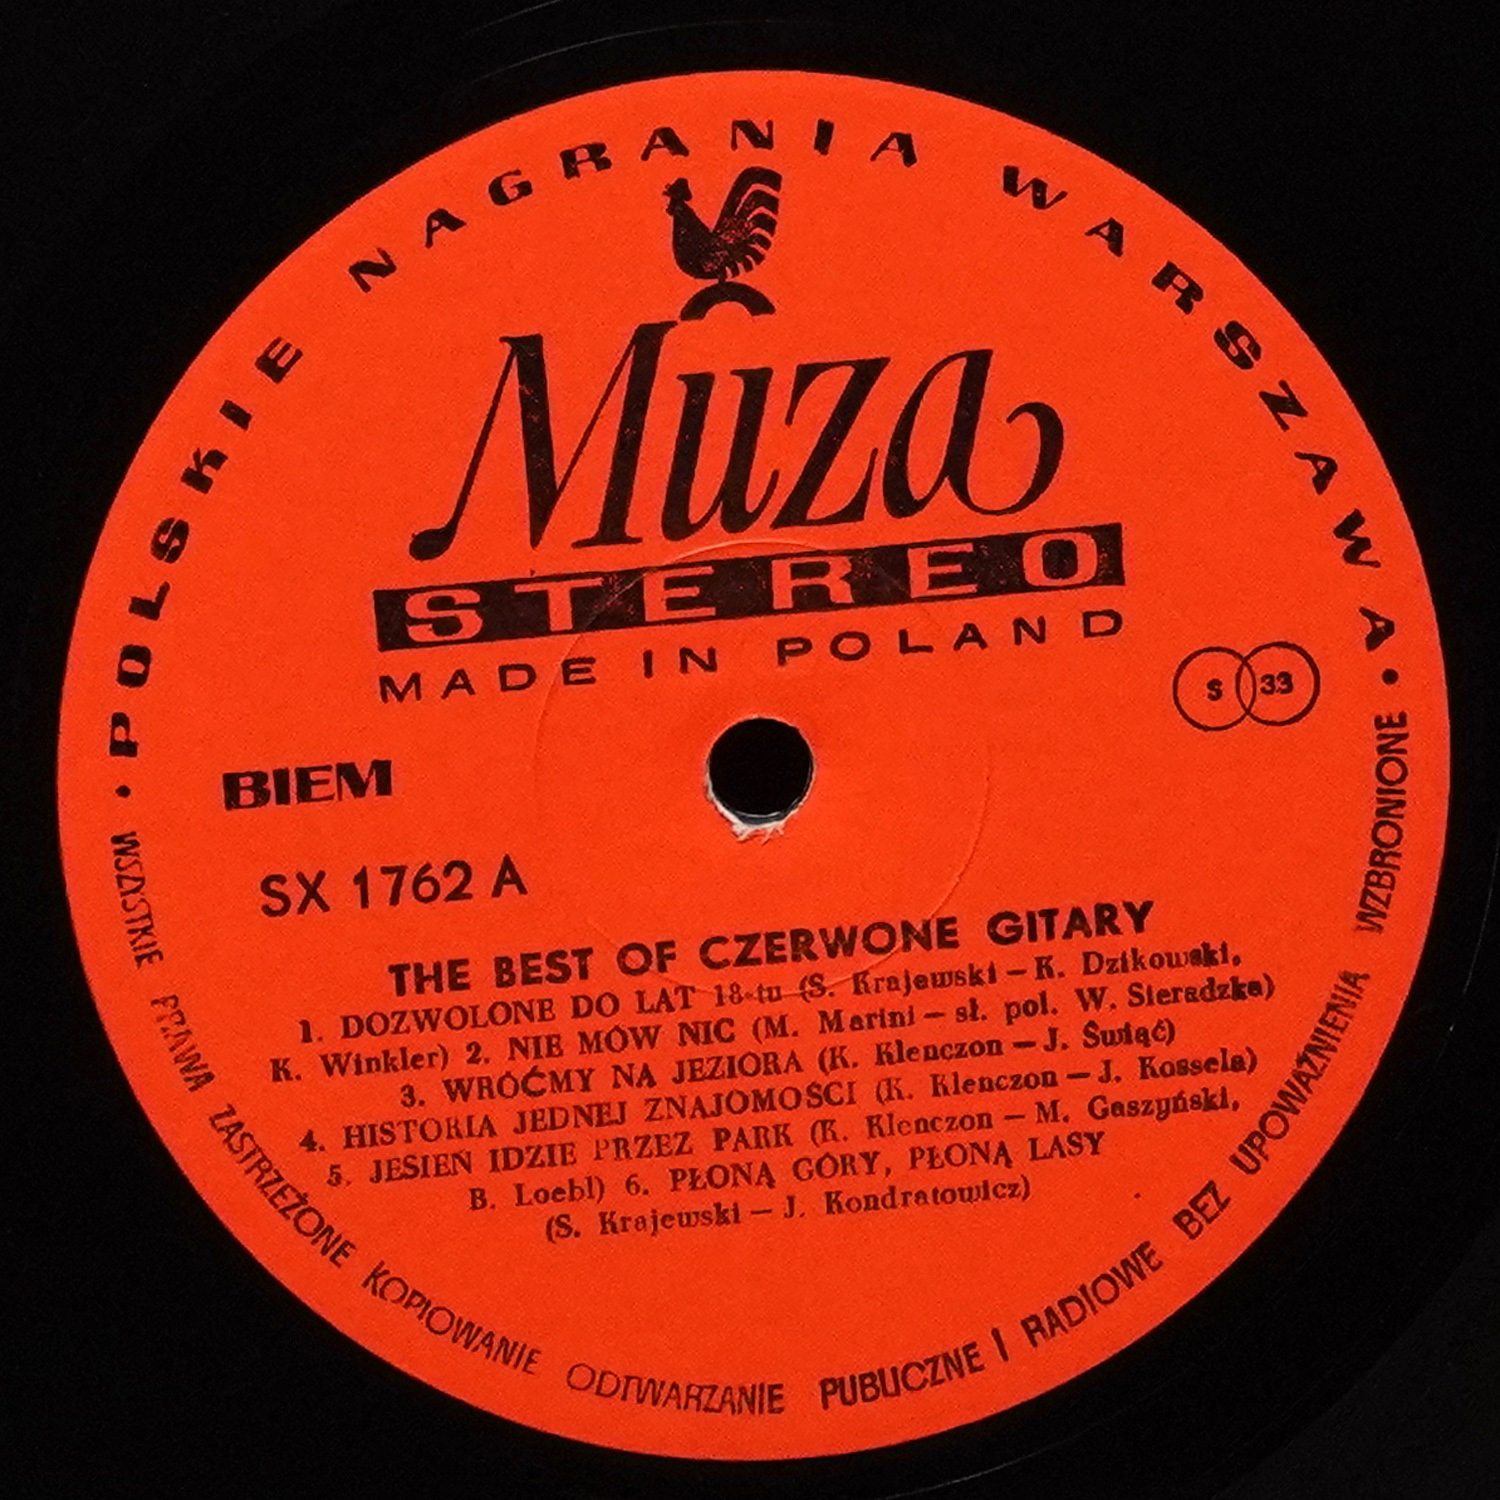 • POLSKIE NAGRANIA WARSZAWA •
Muza
STEREO
MADE IN POLAND
S 33
BIEM
SX 1762 A
THE BEST OF CZERWONE GITARY
1. DOZWOLONE DO LAT 18-tu (S. Krajewski — K. Dzikowski,
K. Winkler) 2. NIE MÓW NIC (M. Marini — sł. pol. W. Sieradzka)
3. WRÓĆMY NA JEZIORA (K. Klenczon — J. Świąć)
4. HISTORIA JEDNEJ ZNAJOMOŚCI (K. Klenczon — J. Kossela)
5. JESIEŃ IDZIE PRZEZ PARK (K. Klenczon — M. Gaszyński,
B. Loebl) 6. PŁONĄ GÓRY, PŁONĄ LASY
(S. Krajewski — J. Kondratowicz)
WSZYSTKIE PRAWA ZASTRZEŻONE KOPIOWANIE ODTWARZANIE PUBLICZNE I RADIOWE BEZ UPOWAŻNIENIA WZBRONIONE